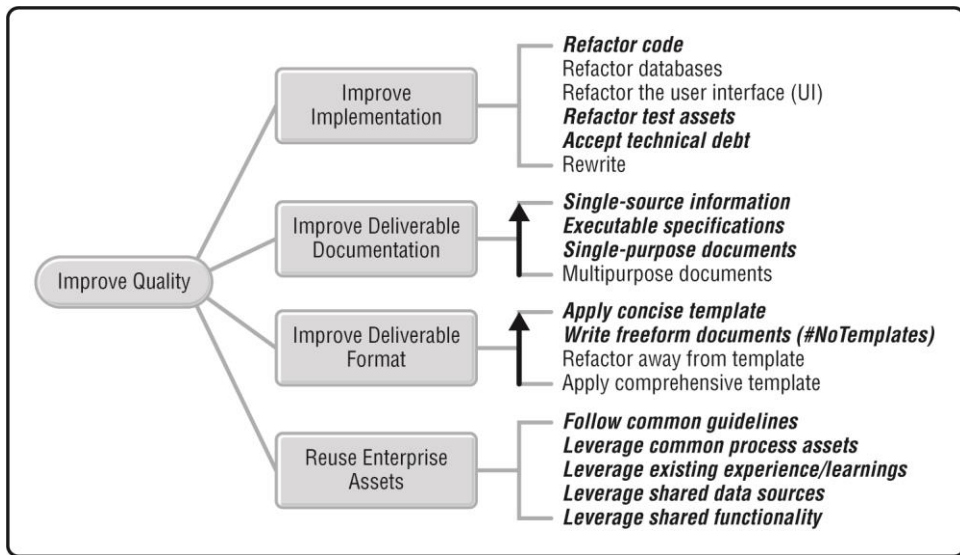 Improve Quality
Improve
Implementation
Refactor code
Refactor databases
Refactor the user interface (UI)
Refactor test assets
Accept technical debt
Rewrite
Improve Deliverable
Documentation
Single-source information
Executable specifications
Single-purpose documents
Multipurpose documents
Improve Deliverable
Format
Apply concise template
Write freeform documents (#NoTemplates)
Refactor away from template
Apply comprehensive template
Reuse Enterprise
Assets
Follow common guidelines
Leverage common process assets
Leverage existing experience/learnings
Leverage shared data sources
Leverage shared functionality